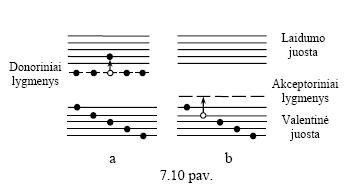 Laidumo
juosta
Donoriniai
lygmenys
Akceptoriniai
lygmenys
Valentinė
juosta
a
b
7.10 pav.